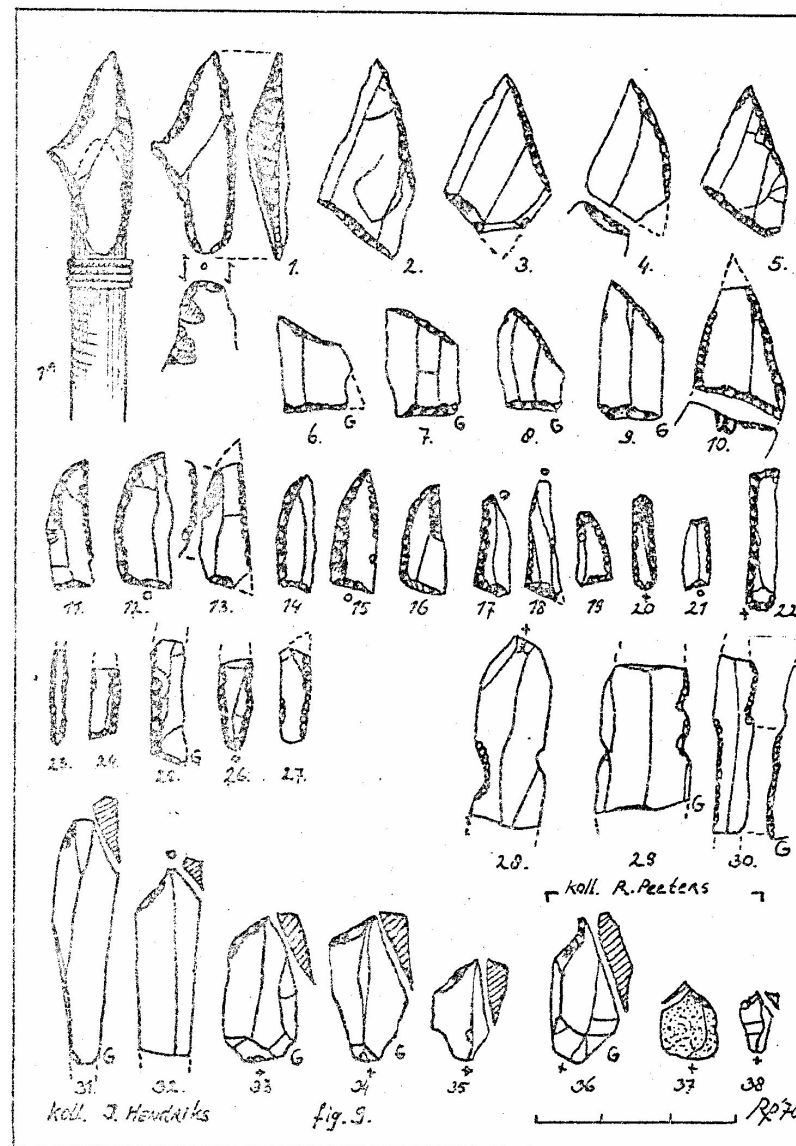 1. 2. 3. 4. 5.
1a
G G G G
6. 7. 8. 9. 10.
11. 12. 13. 14 15 16 17 18 19 20 21 22
G
23. 24. 25. 26. 27.
G G
28. 29 30.
koll. R. Peeters
G G G G
31. 32. 33 34 35 36 37 38
koll. J. Hendriks fig. 9. Rp'70